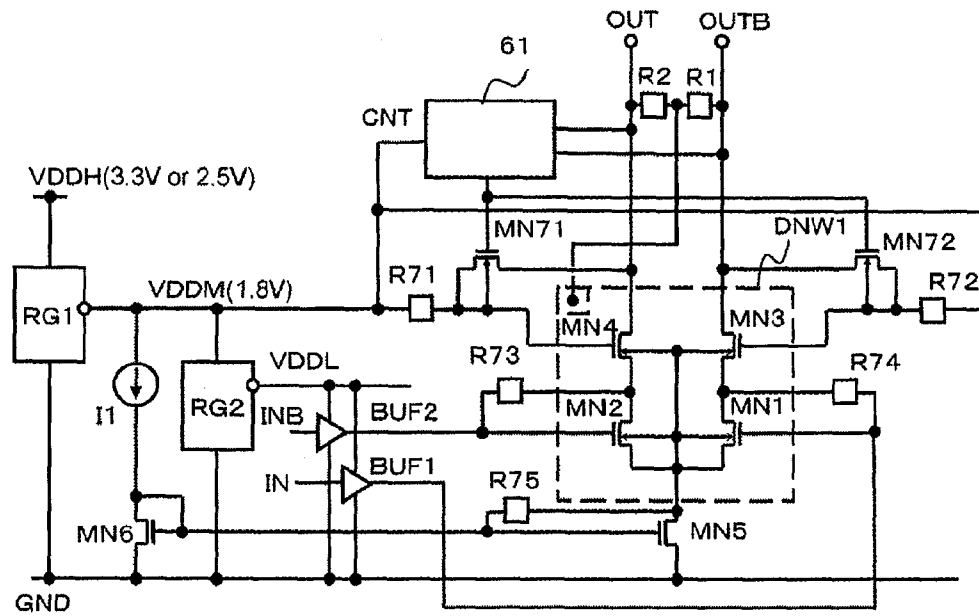 OUT OUTB
61
R2 R1
CNT
VDDH(3.3V or 2.5V)
MN71 DNW1 MN72
R71 R72
RG1 VDDM(1.8V)
MN4 MN3
R73 R74
VDDL
I1 RG2 INB BUF2 MN2 MN1
IN BUF1
R75
MN6 MN5
GND